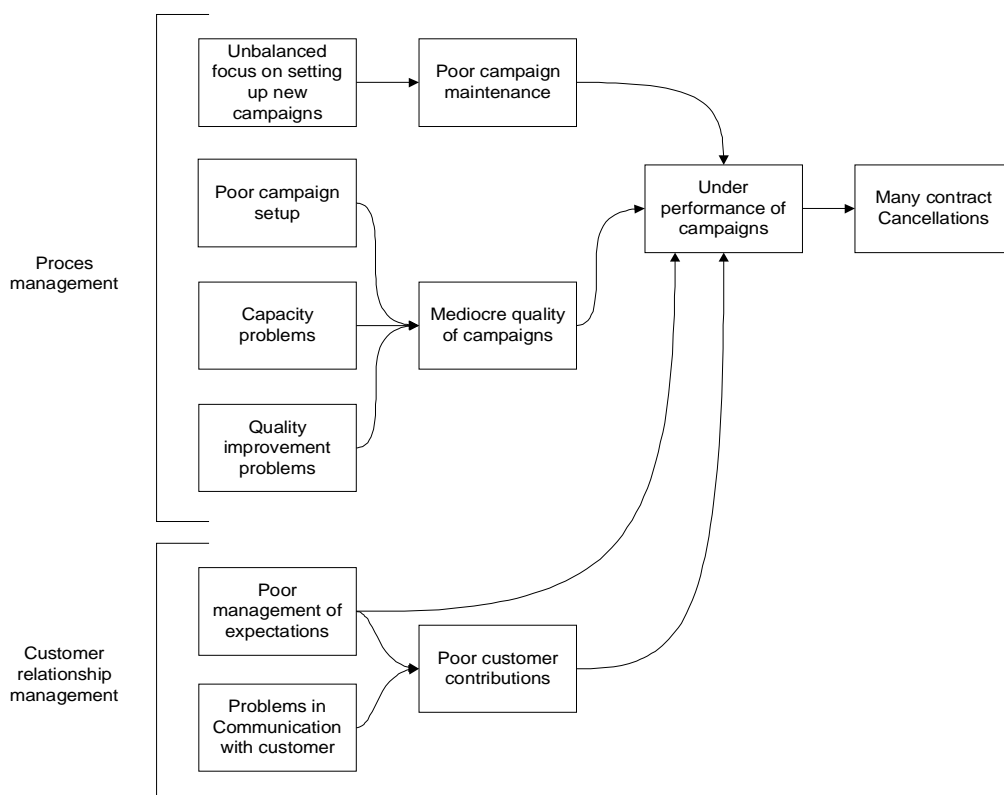 Unbalanced
focus on setting
up new
campaigns
Poor campaign
maintenance
Poor campaign
setup
Under
performance of
campaigns
Many contract
Cancellations
Proces
management
Capacity
problems
Mediocre quality
of campaigns
Quality
improvement
problems
Poor
management of
expectations
Customer
relationship
management
Poor customer
contributions
Problems in
Communication
with customer